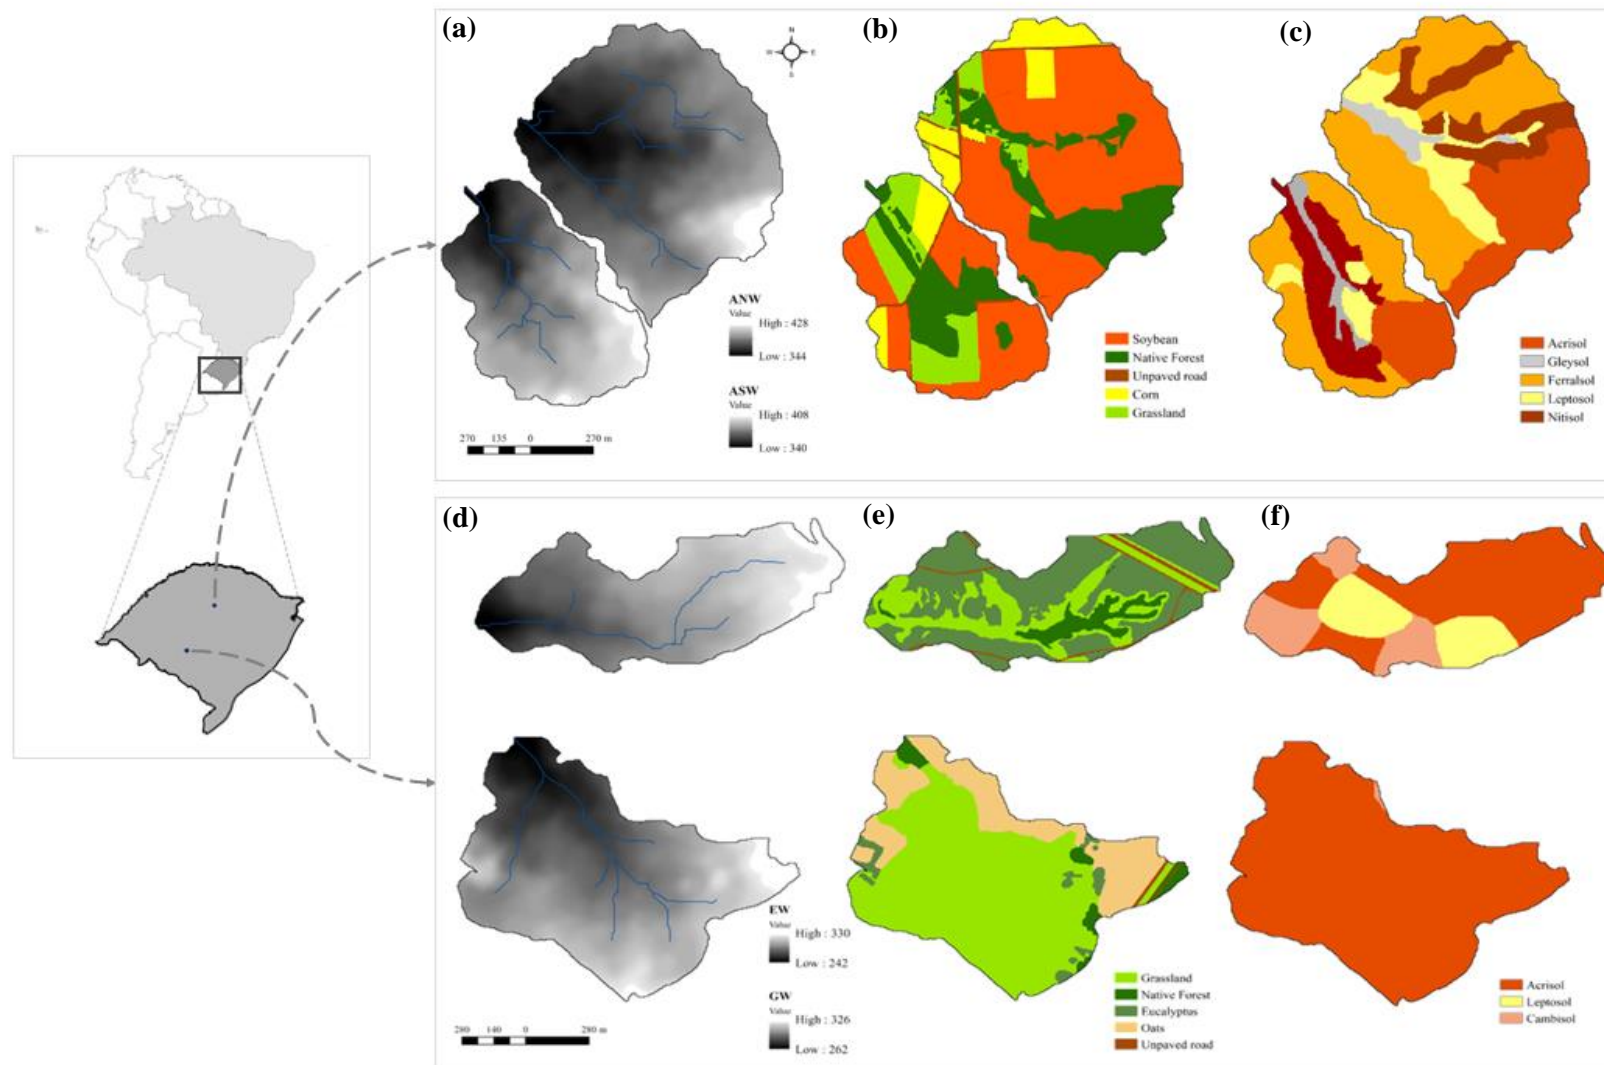 (a)
(b)
(c)
N
W E
S
ANW
Value
High : 428
Low : 344
ASW
Value
High : 408
Low : 340
270 135 0 270 m
Soybean
Native Forest
Unpaved road
Corn
Grassland
Acrisol
Gleysol
Ferralsol
Leptosol
Nitisol
(d)
(e)
(f)
EW
Value
High : 330
Low : 242
GW
Value
High : 326
Low : 262
280 140 0 280 m
Grassland
Native Forest
Eucalyptus
Oats
Unpaved road
Acrisol
Leptosol
Cambisol